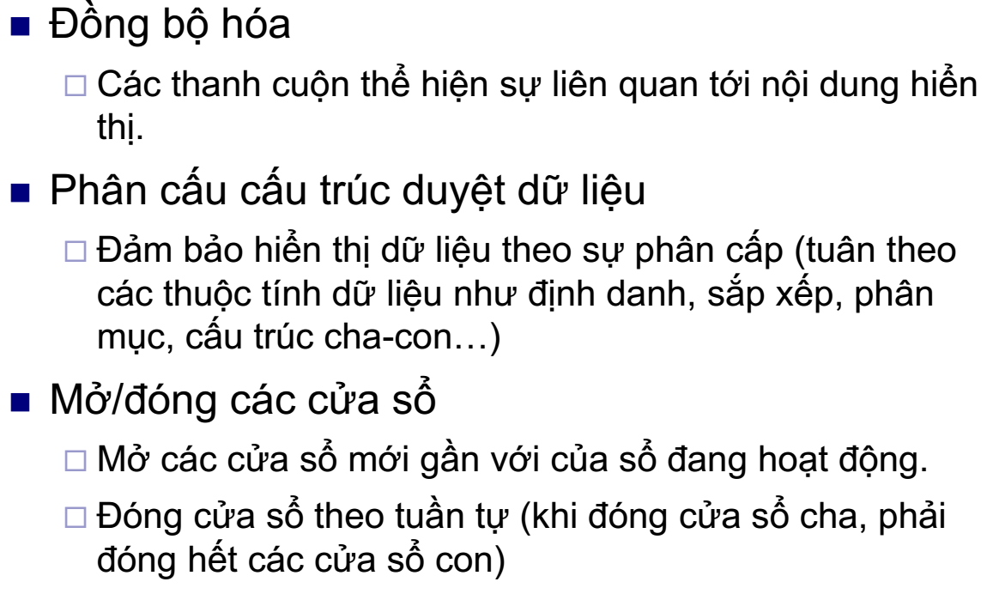 Đồng bộ hóa
Các thanh cuộn thể hiện sự liên quan tới nội dung hiển
thị.
Phân cấu cấu trúc duyệt dữ liệu
Đảm bảo hiển thị dữ liệu theo sự phân cấp (tuân theo
các thuộc tính dữ liệu như định danh, sắp xếp, phân
mục, cấu trúc cha-con…)
Mở/đóng các cửa sổ
Mở các cửa sổ mới gần với của sổ đang hoạt động.
Đóng cửa sổ theo tuần tự (khi đóng cửa sổ cha, phải
đóng hết các cửa sổ con)